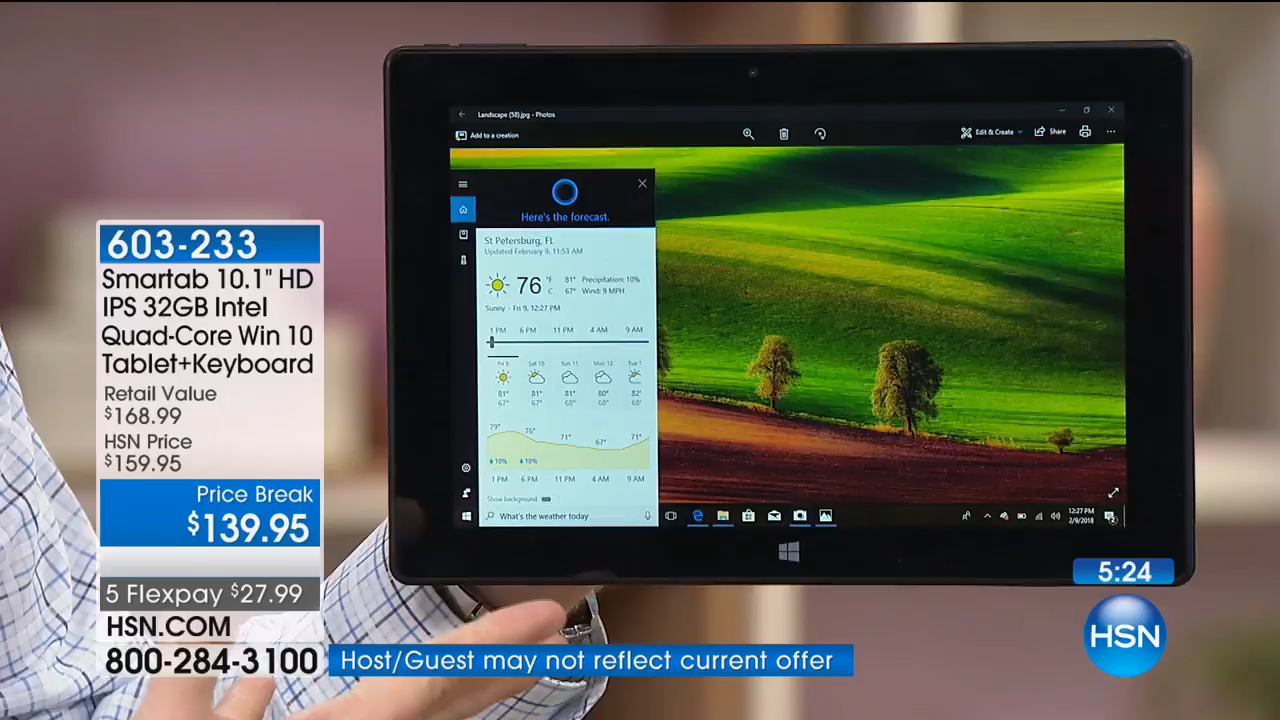 603-233
Smartab 10.1" HD
IPS 32GB Intel
Quad-Core Win 10
Tablet+Keyboard
Retail Value
$168.99
HSN Price
$159.95
Price Break
$139.95
5 Flexpay $27.99
HSN.COM
800-284-3100
Host/Guest may not reflect current offer
5:24
HSN
Landscape (58).jpg - Photos
Add to a creation
Edit & Create
Share
Here's the forecast.
St Petersburg, FL
Updated February 9, 11:53 AM
76 °F C 81° 67° Precipitation: 10% Wind: 9 MPH
Sunny - Fri 9, 12:27 PM
1 PM 6 PM 11 PM 4 AM 9 AM
Fri 9 Sat 10 Sun 11 Mon 12 Tue 1
81° 81° 81° 80° 82°
67° 67° 68° 68° 68°
79° 76° 71° 67° 71°
10% 10%
1 PM 6 PM 11 PM 4 AM 9 AM
Show background
What's the weather today
12:27 PM
2/9/2018